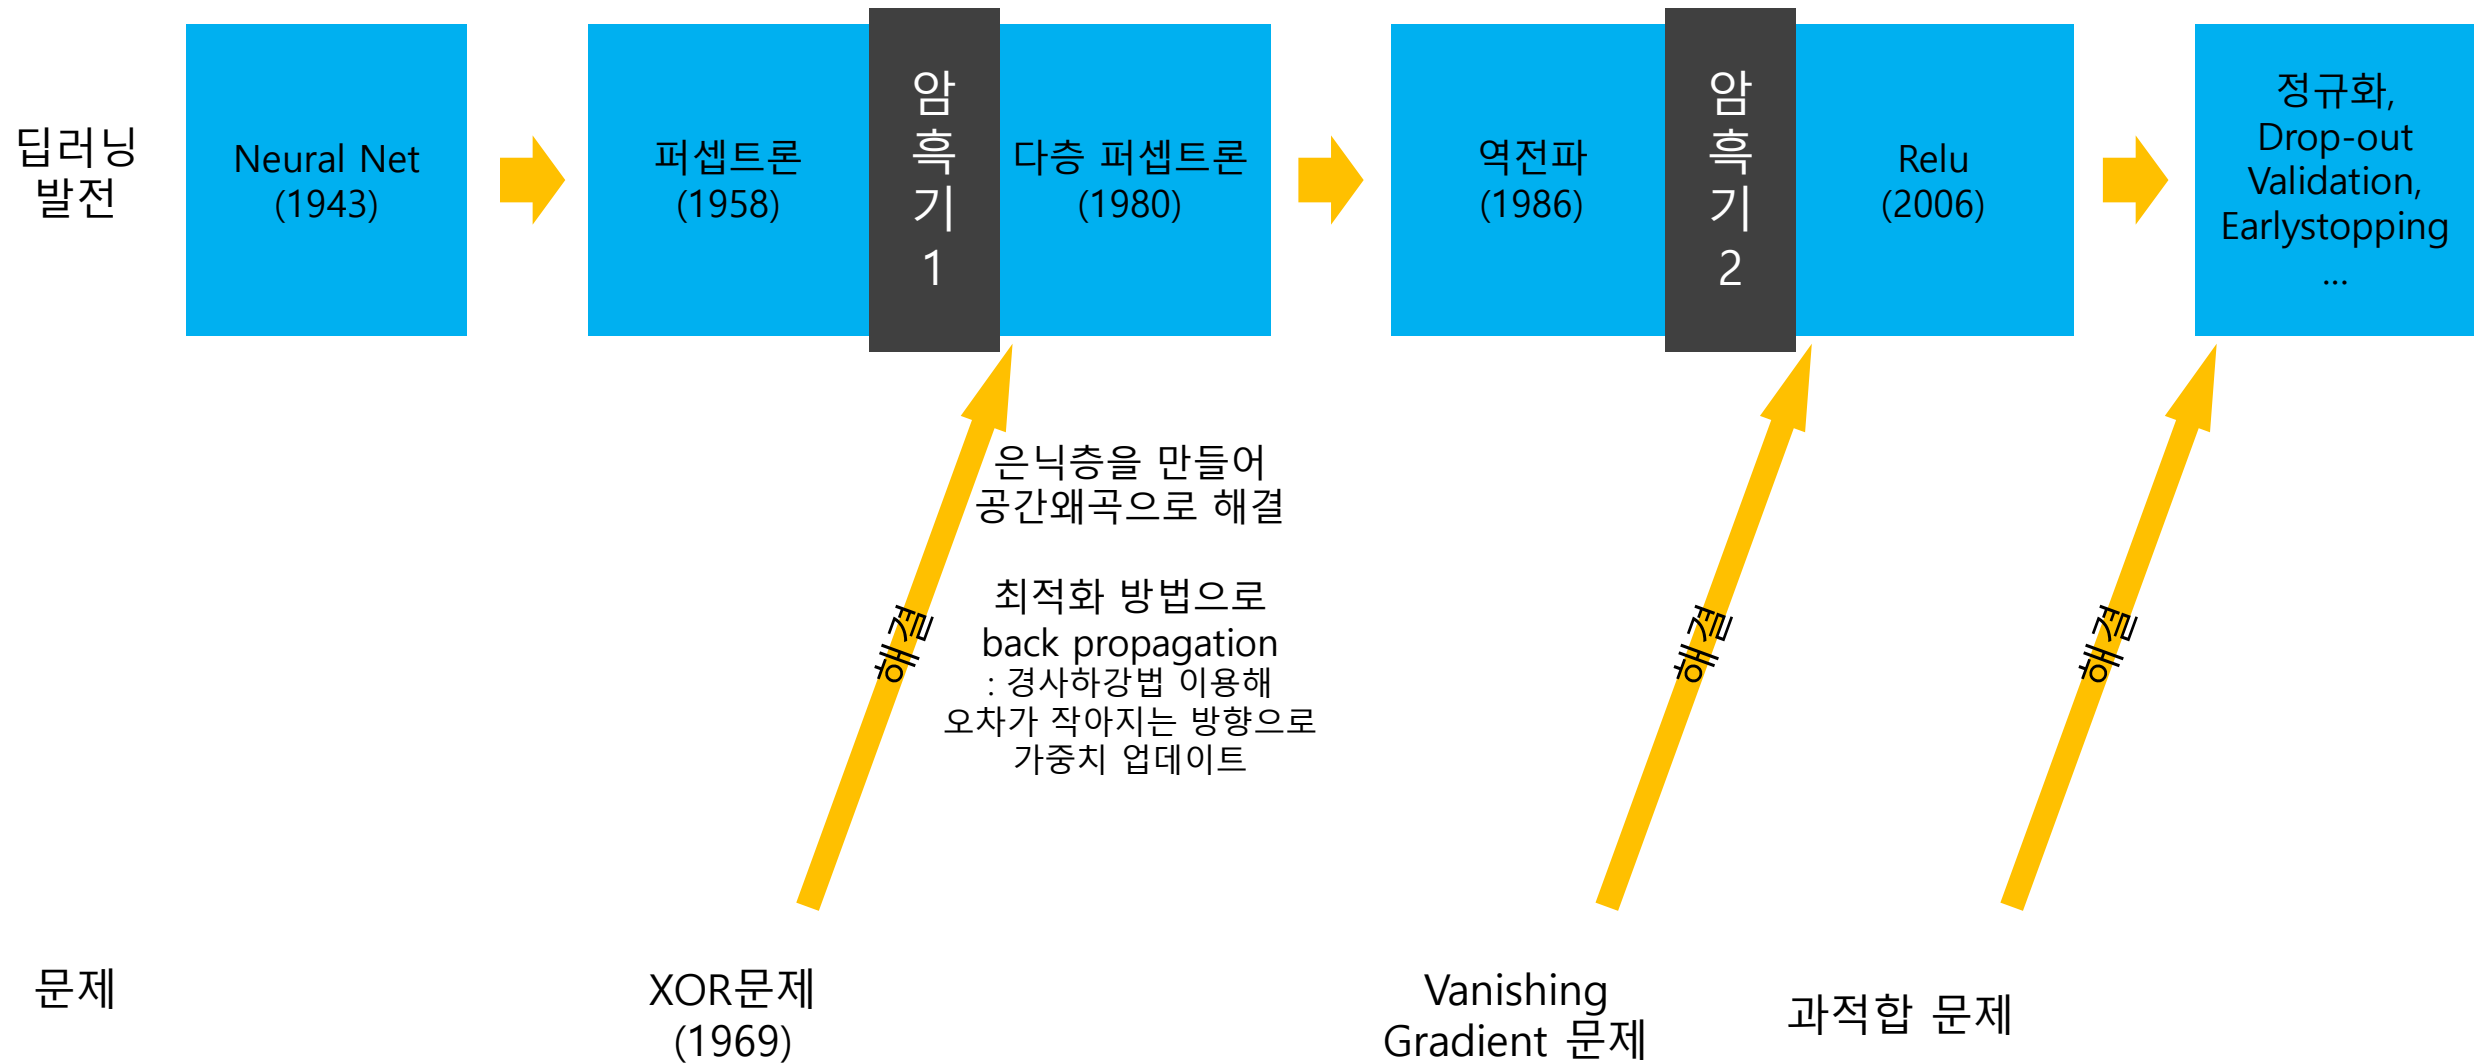 딥러닝
발전
Neural Net
(1943)
퍼셉트론
(1958)
암
흑
기
1
다층 퍼셉트론
(1980)
역전파
(1986)
암
흑
기
2
Relu
(2006)
정규화,
Drop-out
Validation,
Earlystopping
...
해결
은닉층을 만들어
공간왜곡으로 해결
최적화 방법으로
back propagation
: 경사하강법 이용해
오차가 작아지는 방향으로
가중치 업데이트
해결
해결
문제
XOR문제
(1969)
Vanishing
Gradient 문제
과적합 문제